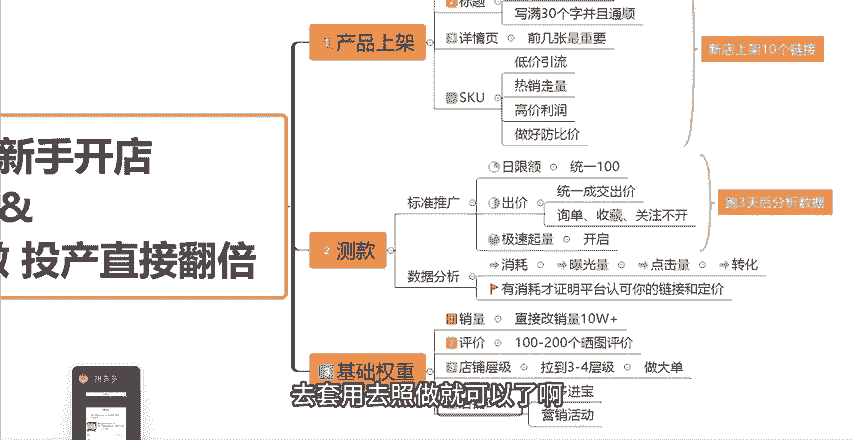 标题
写满30个字并且通顺
1 产品上架
详情页
前几张最重要
新店上架10个链接
低价引流
SKU
热销走量
高价利润
做好防比价
新手开店
&
投产直接翻倍
日限额
统一100
标准推广
出价
统一成交出价
询单、收藏、关注不开
跑3天后分析数据
极速起量
开启
2 测款
数据分析
消耗
曝光量
点击量
转化
有消耗才证明平台认可你的链接和定价
销量
直接改销量10W+
评价
100-200个晒图评价
基础权重
店铺层级
拉到3-4层级
做大单
进宝
营销活动
去套用去照做就可以了啊
拼多多